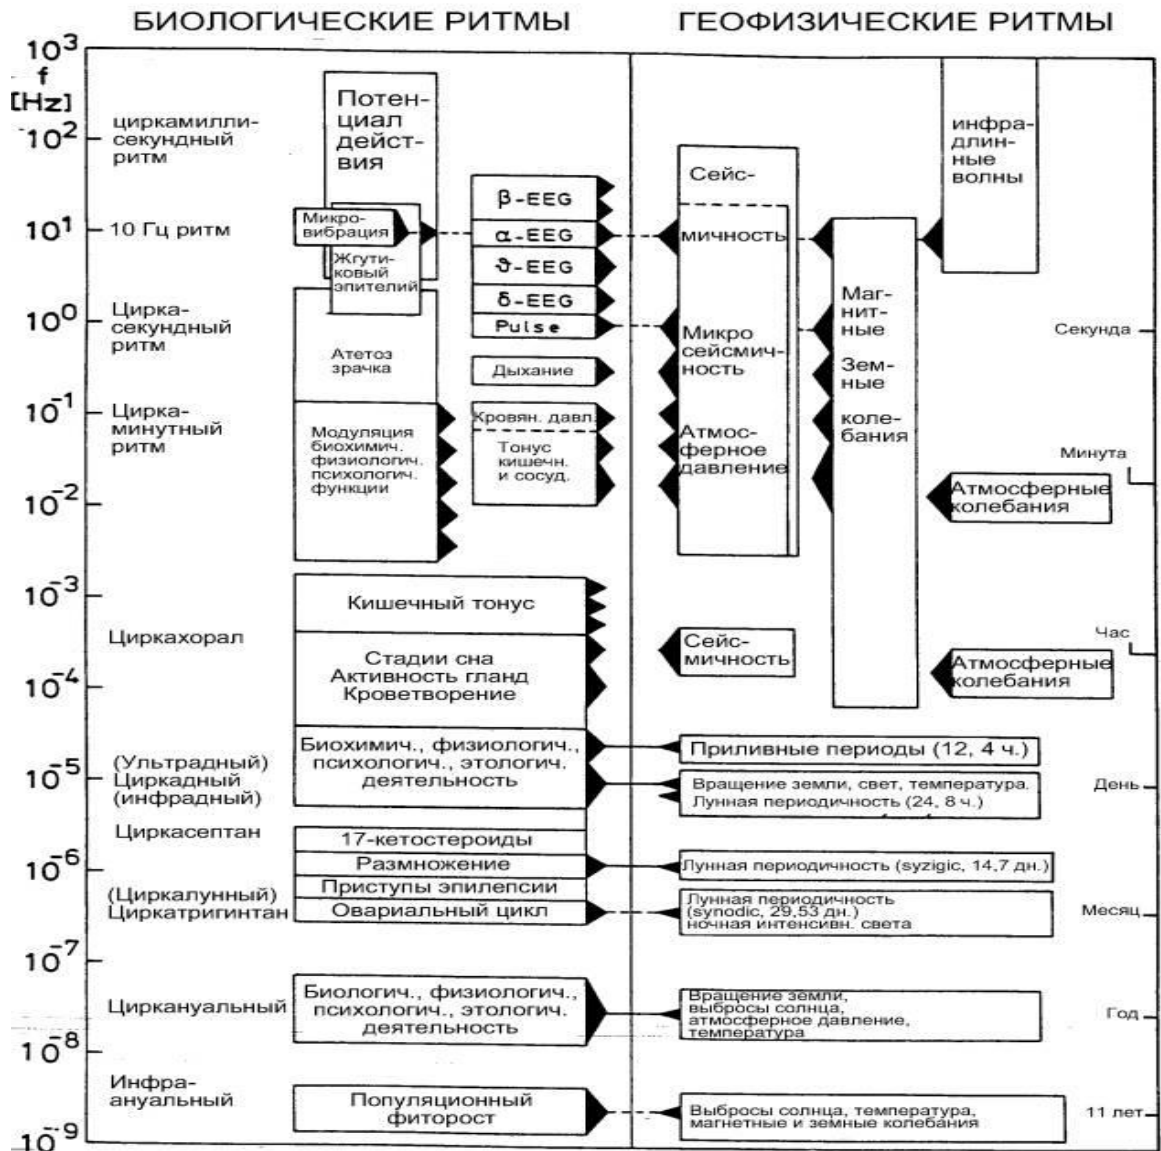 БИОЛОГИЧЕСКИЕ РИТМЫ
ГЕОФИЗИЧЕСКИЕ РИТМЫ
10³
f
[Hz]
10²
10¹
10⁰
10⁻¹
10⁻²
10⁻³
10⁻⁴
10⁻⁵
10⁻⁶
10⁻⁷
10⁻⁸
10⁻⁹
циркамилли-
секундный
ритм
10 Гц ритм
Цирка-
секундный
ритм
Цирка-
минутный
ритм
Циркахорал
(Ультрадный)
Циркадный
(инфрадный)
Циркасептан
(Циркалунный)
Циркатригинтан
Циркануальный
Инфра-
ануальный
Потен-
циал
дейст-
вия
Микро-
вибрация
Жгути-
ковый
эпителий
Атетоз
зрачка
Модуляция
биохимич.
физиологич.
психологич.
функции
β-EEG
α-EEG
ϑ-EEG
δ-EEG
Pulse
Дыхание
Кровян. давл.
Тонус
кишечн.
и сосуд.
Кишечный тонус
Стадии сна
Активность гланд
Кроветворение
Биохимич., физиологич.,
психологич., этологич.
деятельность
17-кетостероиды
Размножение
Приступы эпилепсии
Овариальный цикл
Биологич., физиологич.,
психологич., этологич.
деятельность
Популяционный
фиторост
Сейс-
мичность
Микро
сейсмич-
ность
Атмос-
ферное
давление
Маг-
нит-
ные
Зем-
ные
коле-
бания
инфра-
длин-
ные
волны
Атмосферные
колебания
Сейс-
мичность
Атмосферные
колебания
Приливные периоды (12, 4 ч.)
Вращение земли, свет, температура.
Лунная периодичность (24, 8 ч.)
Лунная периодичность (syzigic, 14,7 дн.)
Лунная периодичность
(synodic, 29,53 дн.)
ночная интенсивн. света
Вращение земли,
выбросы солнца,
атмосферное давление,
температура
Выбросы солнца, температура,
магнетные и земные колебания
Секунда
Минута
Час
День
Месяц
Год
11 лет